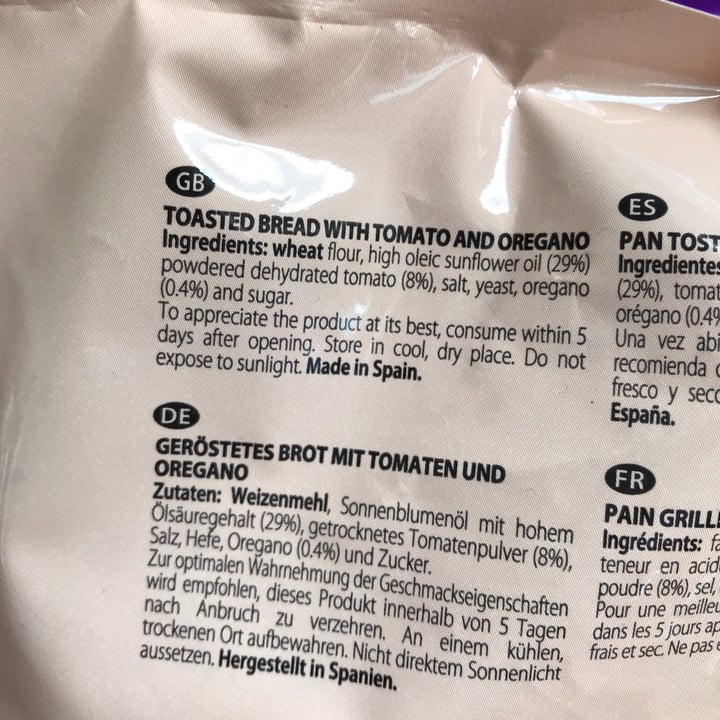 GB
TOASTED BREAD WITH TOMATO AND OREGANO
Ingredients: wheat flour, high oleic sunflower oil (29%)
powdered dehydrated tomato (8%), salt, yeast, oregano
(0.4%) and sugar.
To appreciate the product at its best, consume within 5
days after opening. Store in cool, dry place. Do not
expose to sunlight. Made in Spain.
DE
GERÖSTETES BROT MIT TOMATEN UND
OREGANO
Zutaten: Weizenmehl, Sonnenblumenöl mit hohem
Ölsäuregehalt (29%), getrocknetes Tomatenpulver (8%),
Salz, Hefe, Oregano (0.4%) und Zucker.
Zur optimalen Wahrnehmung der Geschmackseigenschaften
wird empfohlen, dieses Produkt innerhalb von 5 Tagen
nach Anbruch zu verzehren. An einem kühlen,
trockenen Ort aufbewahren. Nicht direktem Sonnenlicht
aussetzen. Hergestellt in Spanien.
ES
PAN TOST
Ingredientes
(29%), tomat
orégano (0.4%
Una vez abi
recomienda
fresco y sec
España.
FR
PAIN GRILL
Ingrédients: fa
teneur en acid
poudre (8%), sel,
Pour une meilleu
dans les 5 jours ap
frais et sec. Ne pas